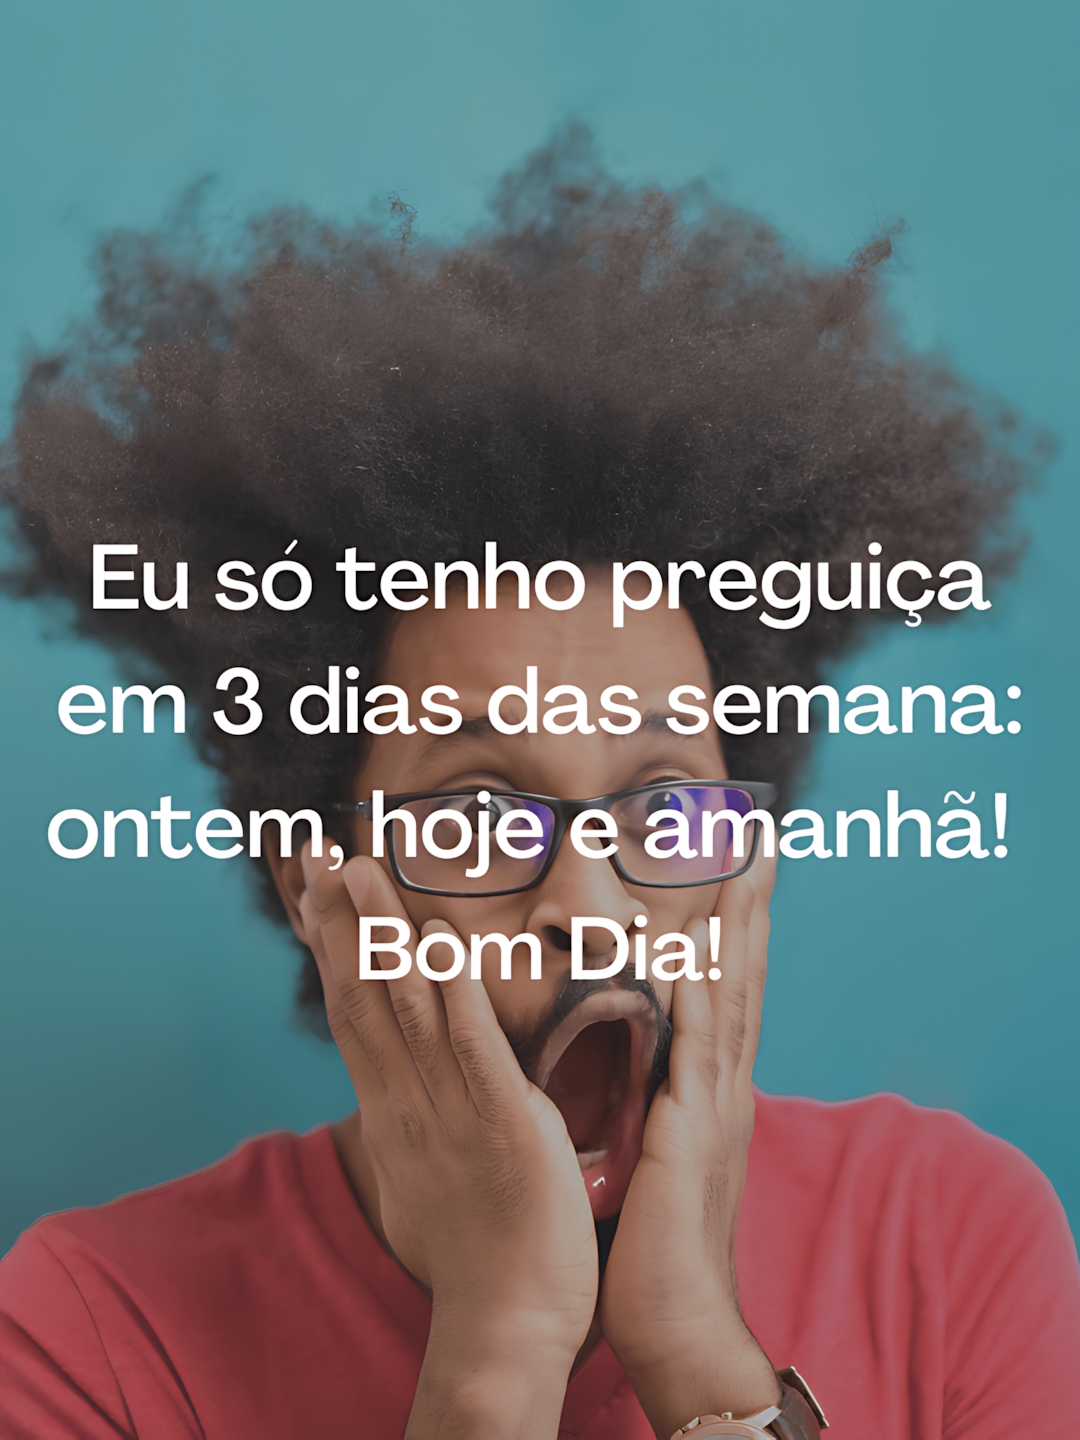 Eu só tenho preguiça
em 3 dias das semana:
ontem, hoje e amanhã!
Bom Dia!